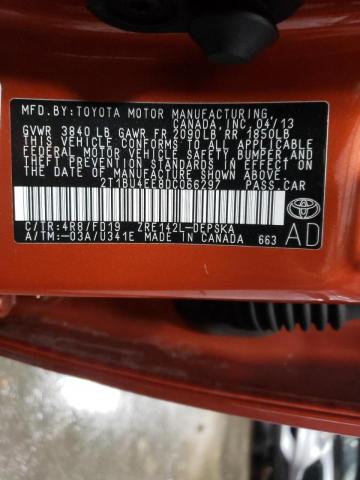 MFD.BY:TOYOTA MOTOR MANUFACTURING,
CANADA, INC. 04/13
GVWR 3840 LB GAWR FR 2090LB RR 1850LB
THIS VEHICLE CONFORMS TO ALL APPLICABLE
FEDERAL MOTOR VEHICLE SAFETY, BUMPER, AND
THEFT PREVENTION STANDARDS IN EFFECT ON
THE DATE OF MANUFACTURE SHOWN ABOVE.
2T1BU4EE8DC066297 PASS.CAR
C/TR:4R8/FD19 ZRE142L-DEPSKA
A/TM:-03A/U341E MADE IN CANADA 663
AD